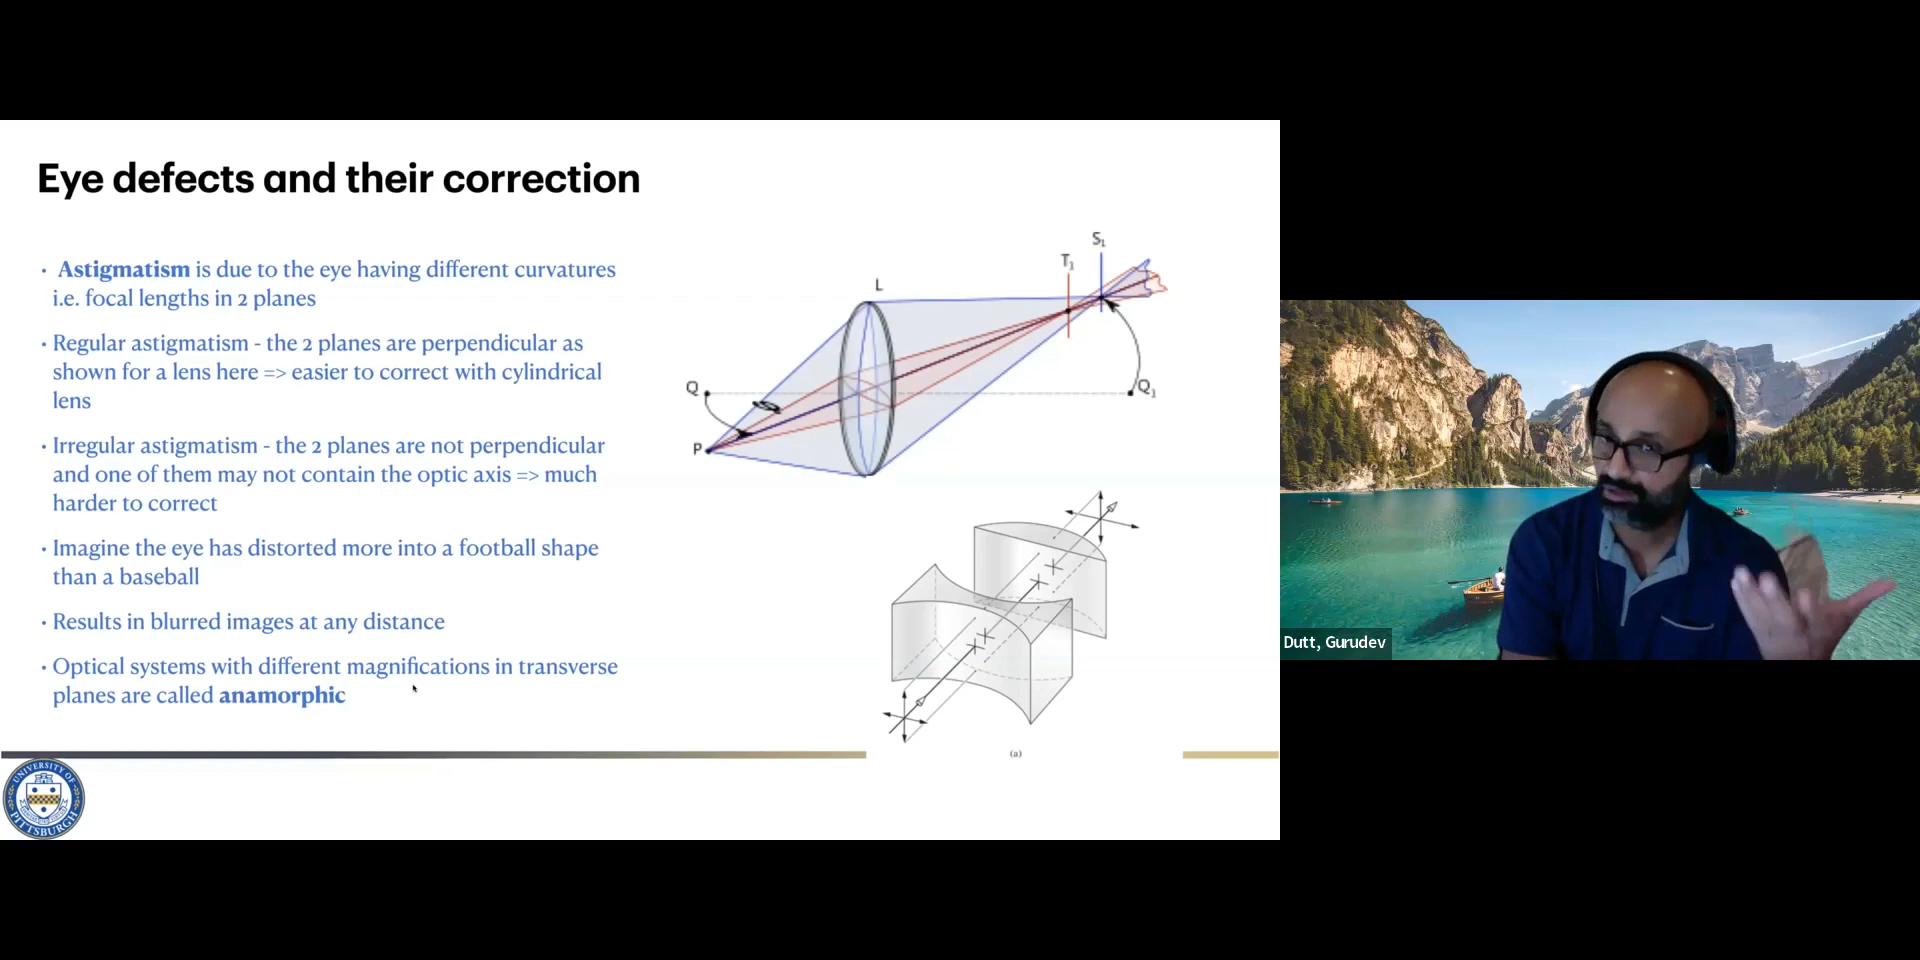 Eye defects and their correction
• Astigmatism is due to the eye having different curvatures
i.e. focal lengths in 2 planes
• Regular astigmatism - the 2 planes are perpendicular as
shown for a lens here => easier to correct with cylindrical
lens
• Irregular astigmatism - the 2 planes are not perpendicular
and one of them may not contain the optic axis => much
harder to correct
• Imagine the eye has distorted more into a football shape
than a baseball
• Results in blurred images at any distance
• Optical systems with different magnifications in transverse
planes are called anamorphic
S₁
T₁
L
Q
Q₁
P
(a)
UNIVERSITY OF
PITTSBURGH
Dutt, Gurudev